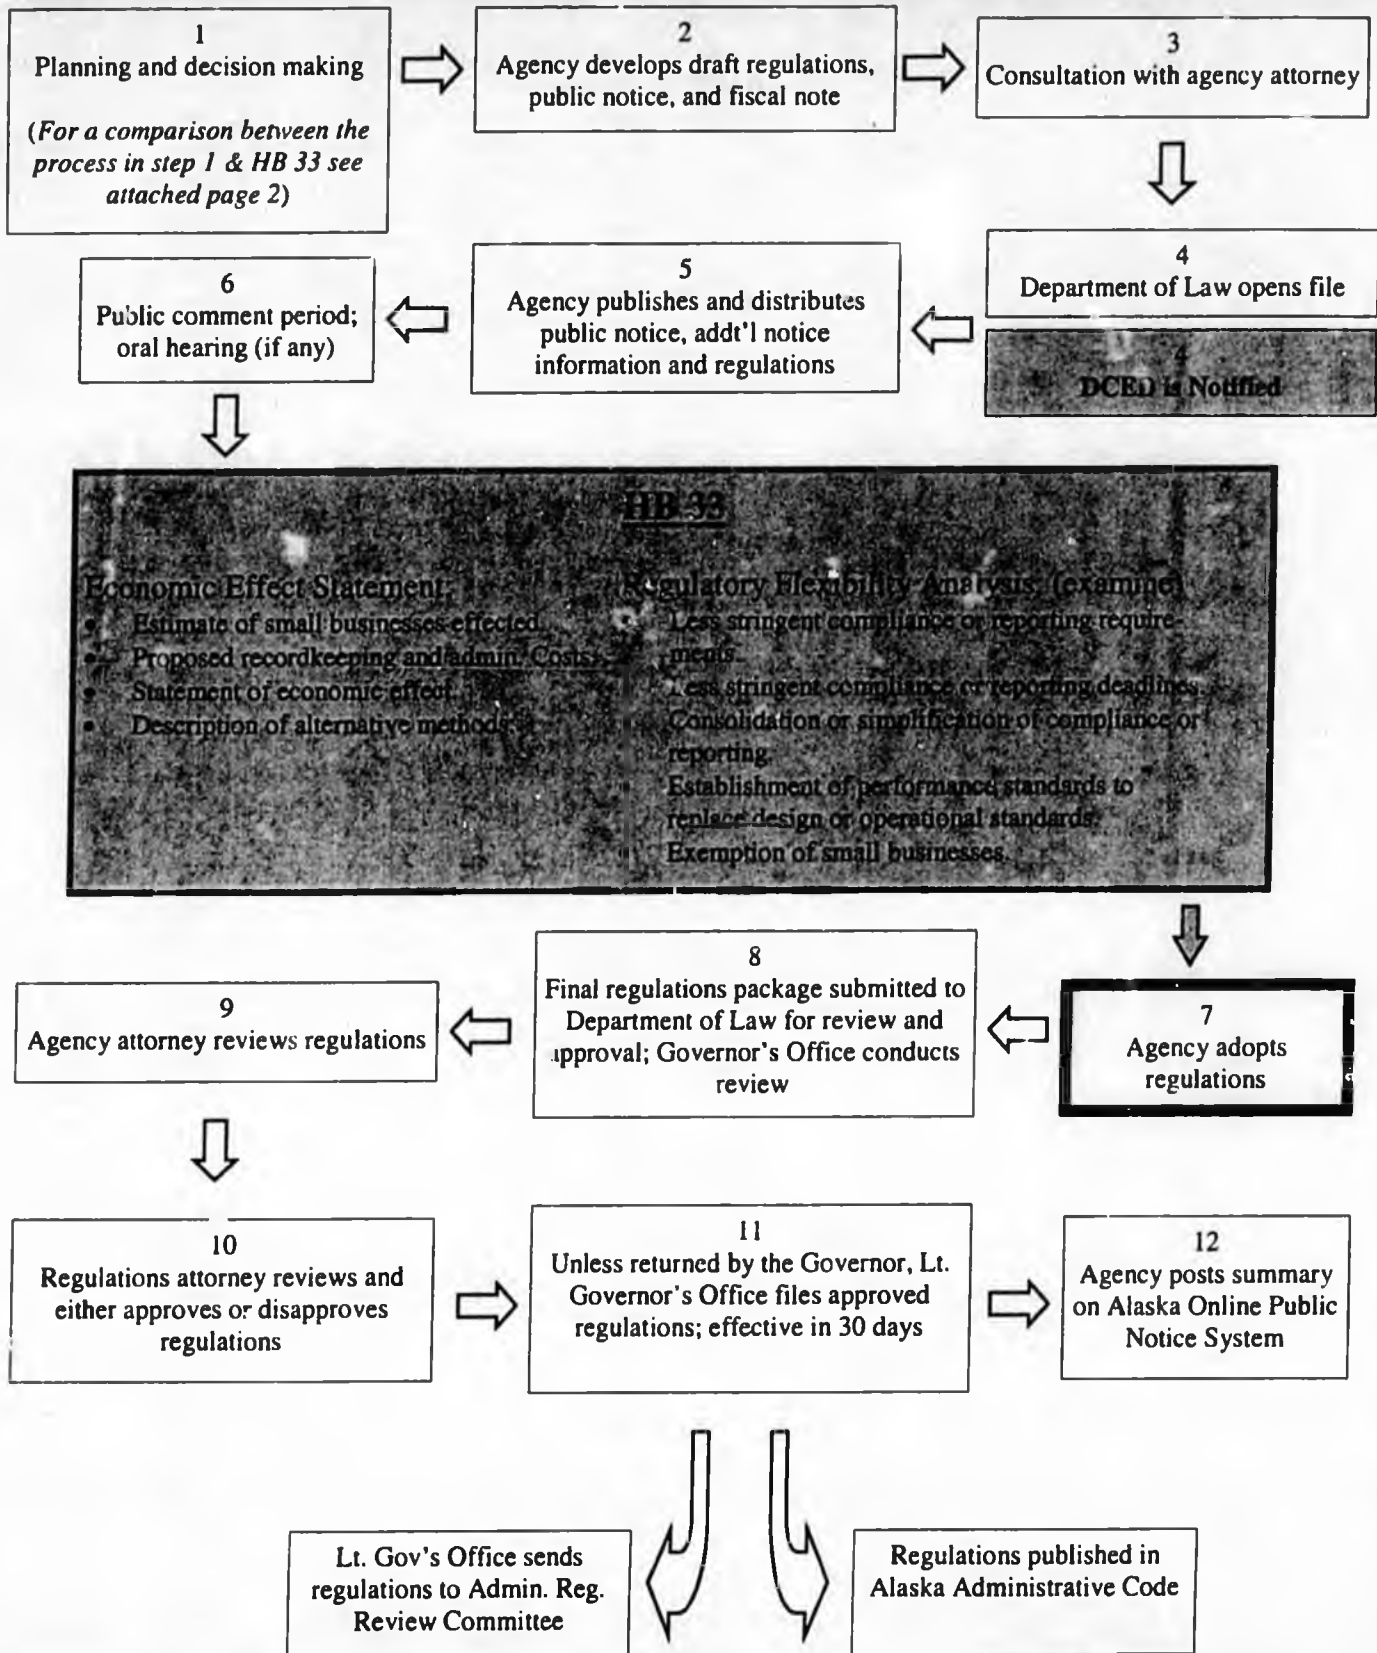 1
Planning and decision making
(For a comparison between the
process in step 1 & HB 33 see
attached page 2)
2
Agency develops draft regulations,
public notice, and fiscal note
3
Consultation with agency attorney
4
Department of Law opens file
4
DCED is Notified
5
Agency publishes and distributes
public notice, addt'l notice
information and regulations
6
Public comment period;
oral hearing (if any)
HB 33
Economic Effect Statement:
• Estimate of small businesses effected.
• Proposed recordkeeping and admin. Costs.
• Statement of economic effect.
• Description of alternative methods.
Regulatory Flexibility Analysis: (examine)
Less stringent compliance or reporting require-
ments.
Less stringent compliance or reporting deadlines.
Consolidation or simplification of compliance or
reporting.
Establishment of performance standards to
replace design or operational standards.
Exemption of small businesses.
7
Agency adopts
regulations
8
Final regulations package submitted to
Department of Law for review and
approval; Governor's Office conducts
review
9
Agency attorney reviews regulations
10
Regulations attorney reviews and
either approves or disapproves
regulations
11
Unless returned by the Governor, Lt.
Governor's Office files approved
regulations; effective in 30 days
12
Agency posts summary
on Alaska Online Public
Notice System
Lt. Gov's Office sends
regulations to Admin. Reg.
Review Committee
Regulations published in
Alaska Administrative Code